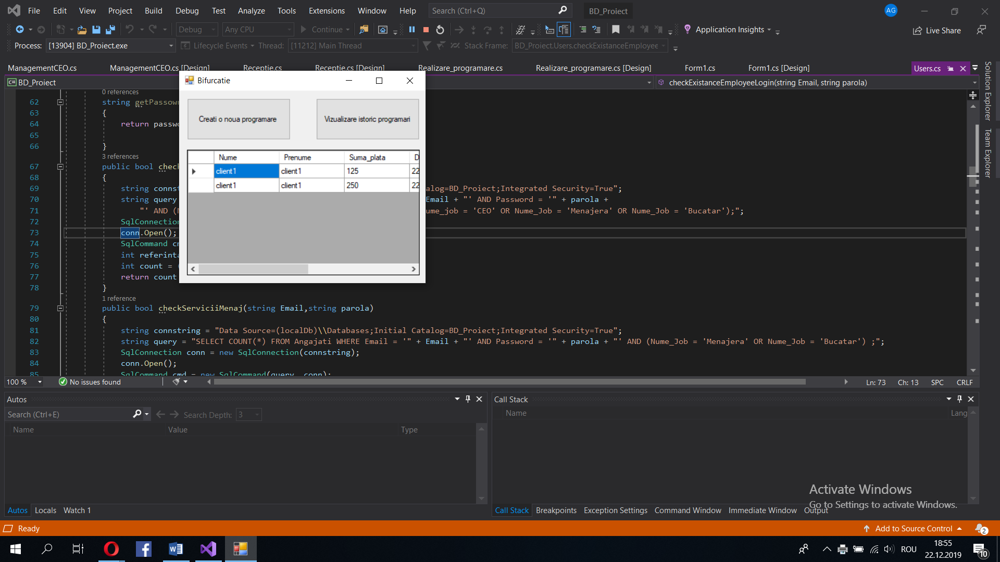 File Edit View Project Build Debug Test Analyze Tools Extensions Window Help Search (Ctrl+Q) BD_Proiect AG
Debug Any CPU Continue Application Insights Live Share
Process: [13904] BD_Proiect.exe Lifecycle Events Thread: [11212] Main Thread Stack Frame: BD_Proiect.Users.checkExistanceEmployee
ManagementCEO.cs ManagementCEO.cs [Design] Receptie.cs Receptie.cs [Design] Realizare_programare.cs Realizare_programare.cs [Design] Form1.cs Form1.cs [Design] Users.cs
C# BD_Proiect checkExistanceEmployeeLogin(string Email, string parola)
Solution Explorer
Team Explorer
Bifurcatie
Creati o noua programare Vizualizare istoric programari
Nume Prenume Suma_plata D
client1 client1 125 22
client1 client1 250 22
0 references
62 string getPassow
63 {
64 return passwo
65
66 }
3 references
67 public bool check
68 {
69 string connst alog=BD_Proiect;Integrated Security=True";
70 string query Email + "' AND Password = '" + parola +
71 "' AND (N ume_job = 'CEO' OR Nume_Job = 'Menajera' OR Nume_Job = 'Bucatar');";
72 SqlConnection
73 conn.Open();
74 SqlCommand cm
75 int referinta
76 int count = (
77 return count
78 }
1 reference
79 public bool checkServiciiMenaj(string Email,string parola)
80 {
81 string connstring = "Data Source=(localDb)\\Databases;Initial Catalog=BD_Proiect;Integrated Security=True";
82 string query = "SELECT COUNT(*) FROM Angajati WHERE Email = '" + Email + "' AND Password = '" + parola + "' AND (Nume_Job = 'Menajera' OR Nume_Job = 'Bucatar') ;";
83 SqlConnection conn = new SqlConnection(connstring);
84 conn.Open();
85 SqlCommand cmd = new SqlCommand(query, conn);
100 % No issues found Ln: 73 Ch: 13 SPC CRLF
Autos
Search (Ctrl+E) Search Depth: 3
Name Value Type
Autos Locals Watch 1
Call Stack
Name Lang
Activate Windows
Go to Settings to activate Windows.
Call Stack Breakpoints Exception Settings Command Window Immediate Window Output
Ready Add to Source Control 2
ROU 18:55
22.12.2019 10